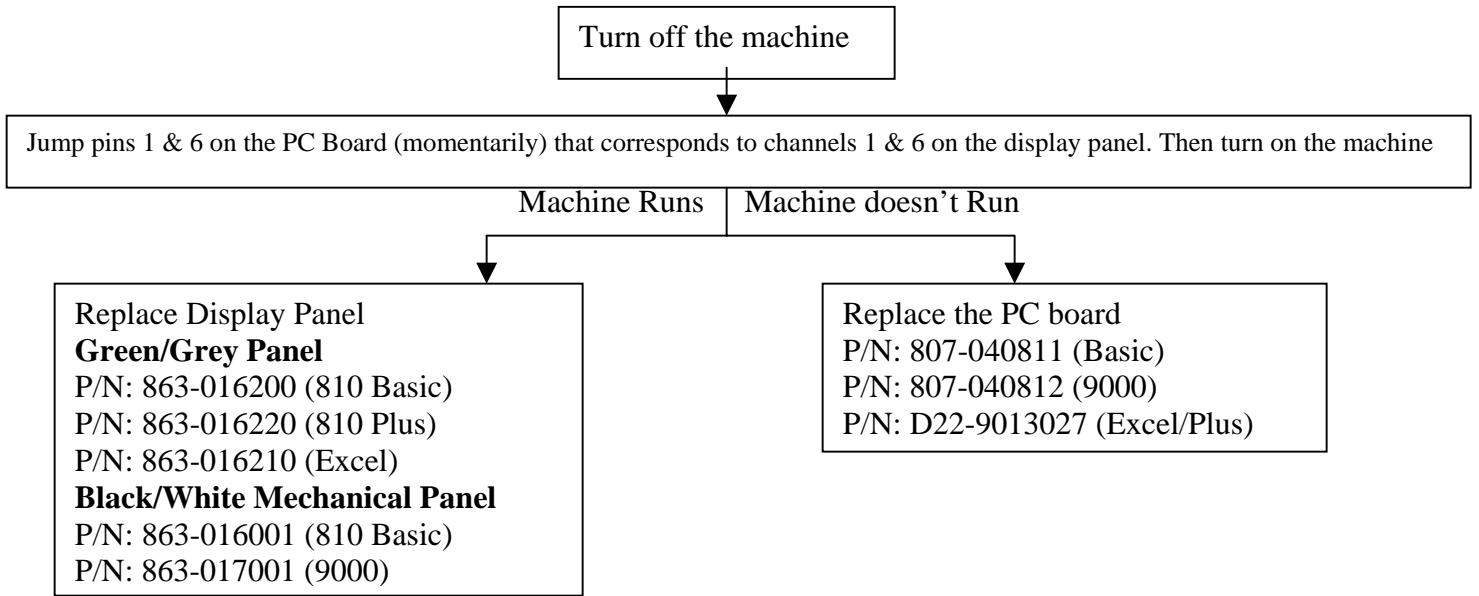 Turn off the machine
Jump pins 1 & 6 on the PC Board (momentarily) that corresponds to channels 1 & 6 on the display panel. Then turn on the machine
Machine Runs
Machine doesn’t Run
Replace Display Panel
Green/Grey Panel
P/N: 863-016200 (810 Basic)
P/N: 863-016220 (810 Plus)
P/N: 863-016210 (Excel)
Black/White Mechanical Panel
P/N: 863-016001 (810 Basic)
P/N: 863-017001 (9000)
Replace the PC board
P/N: 807-040811 (Basic)
P/N: 807-040812 (9000)
P/N: D22-9013027 (Excel/Plus)